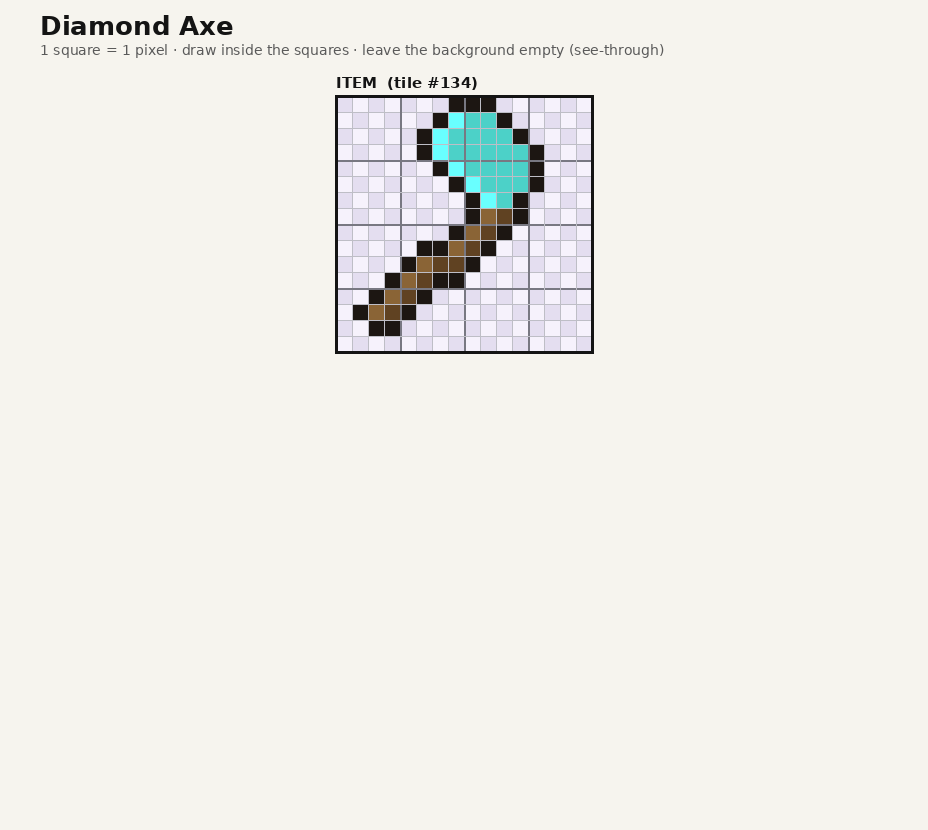 Diamond Axe
1 square = 1 pixel · draw inside the squares · leave the background empty (see-through)
ITEM  (tile #134)